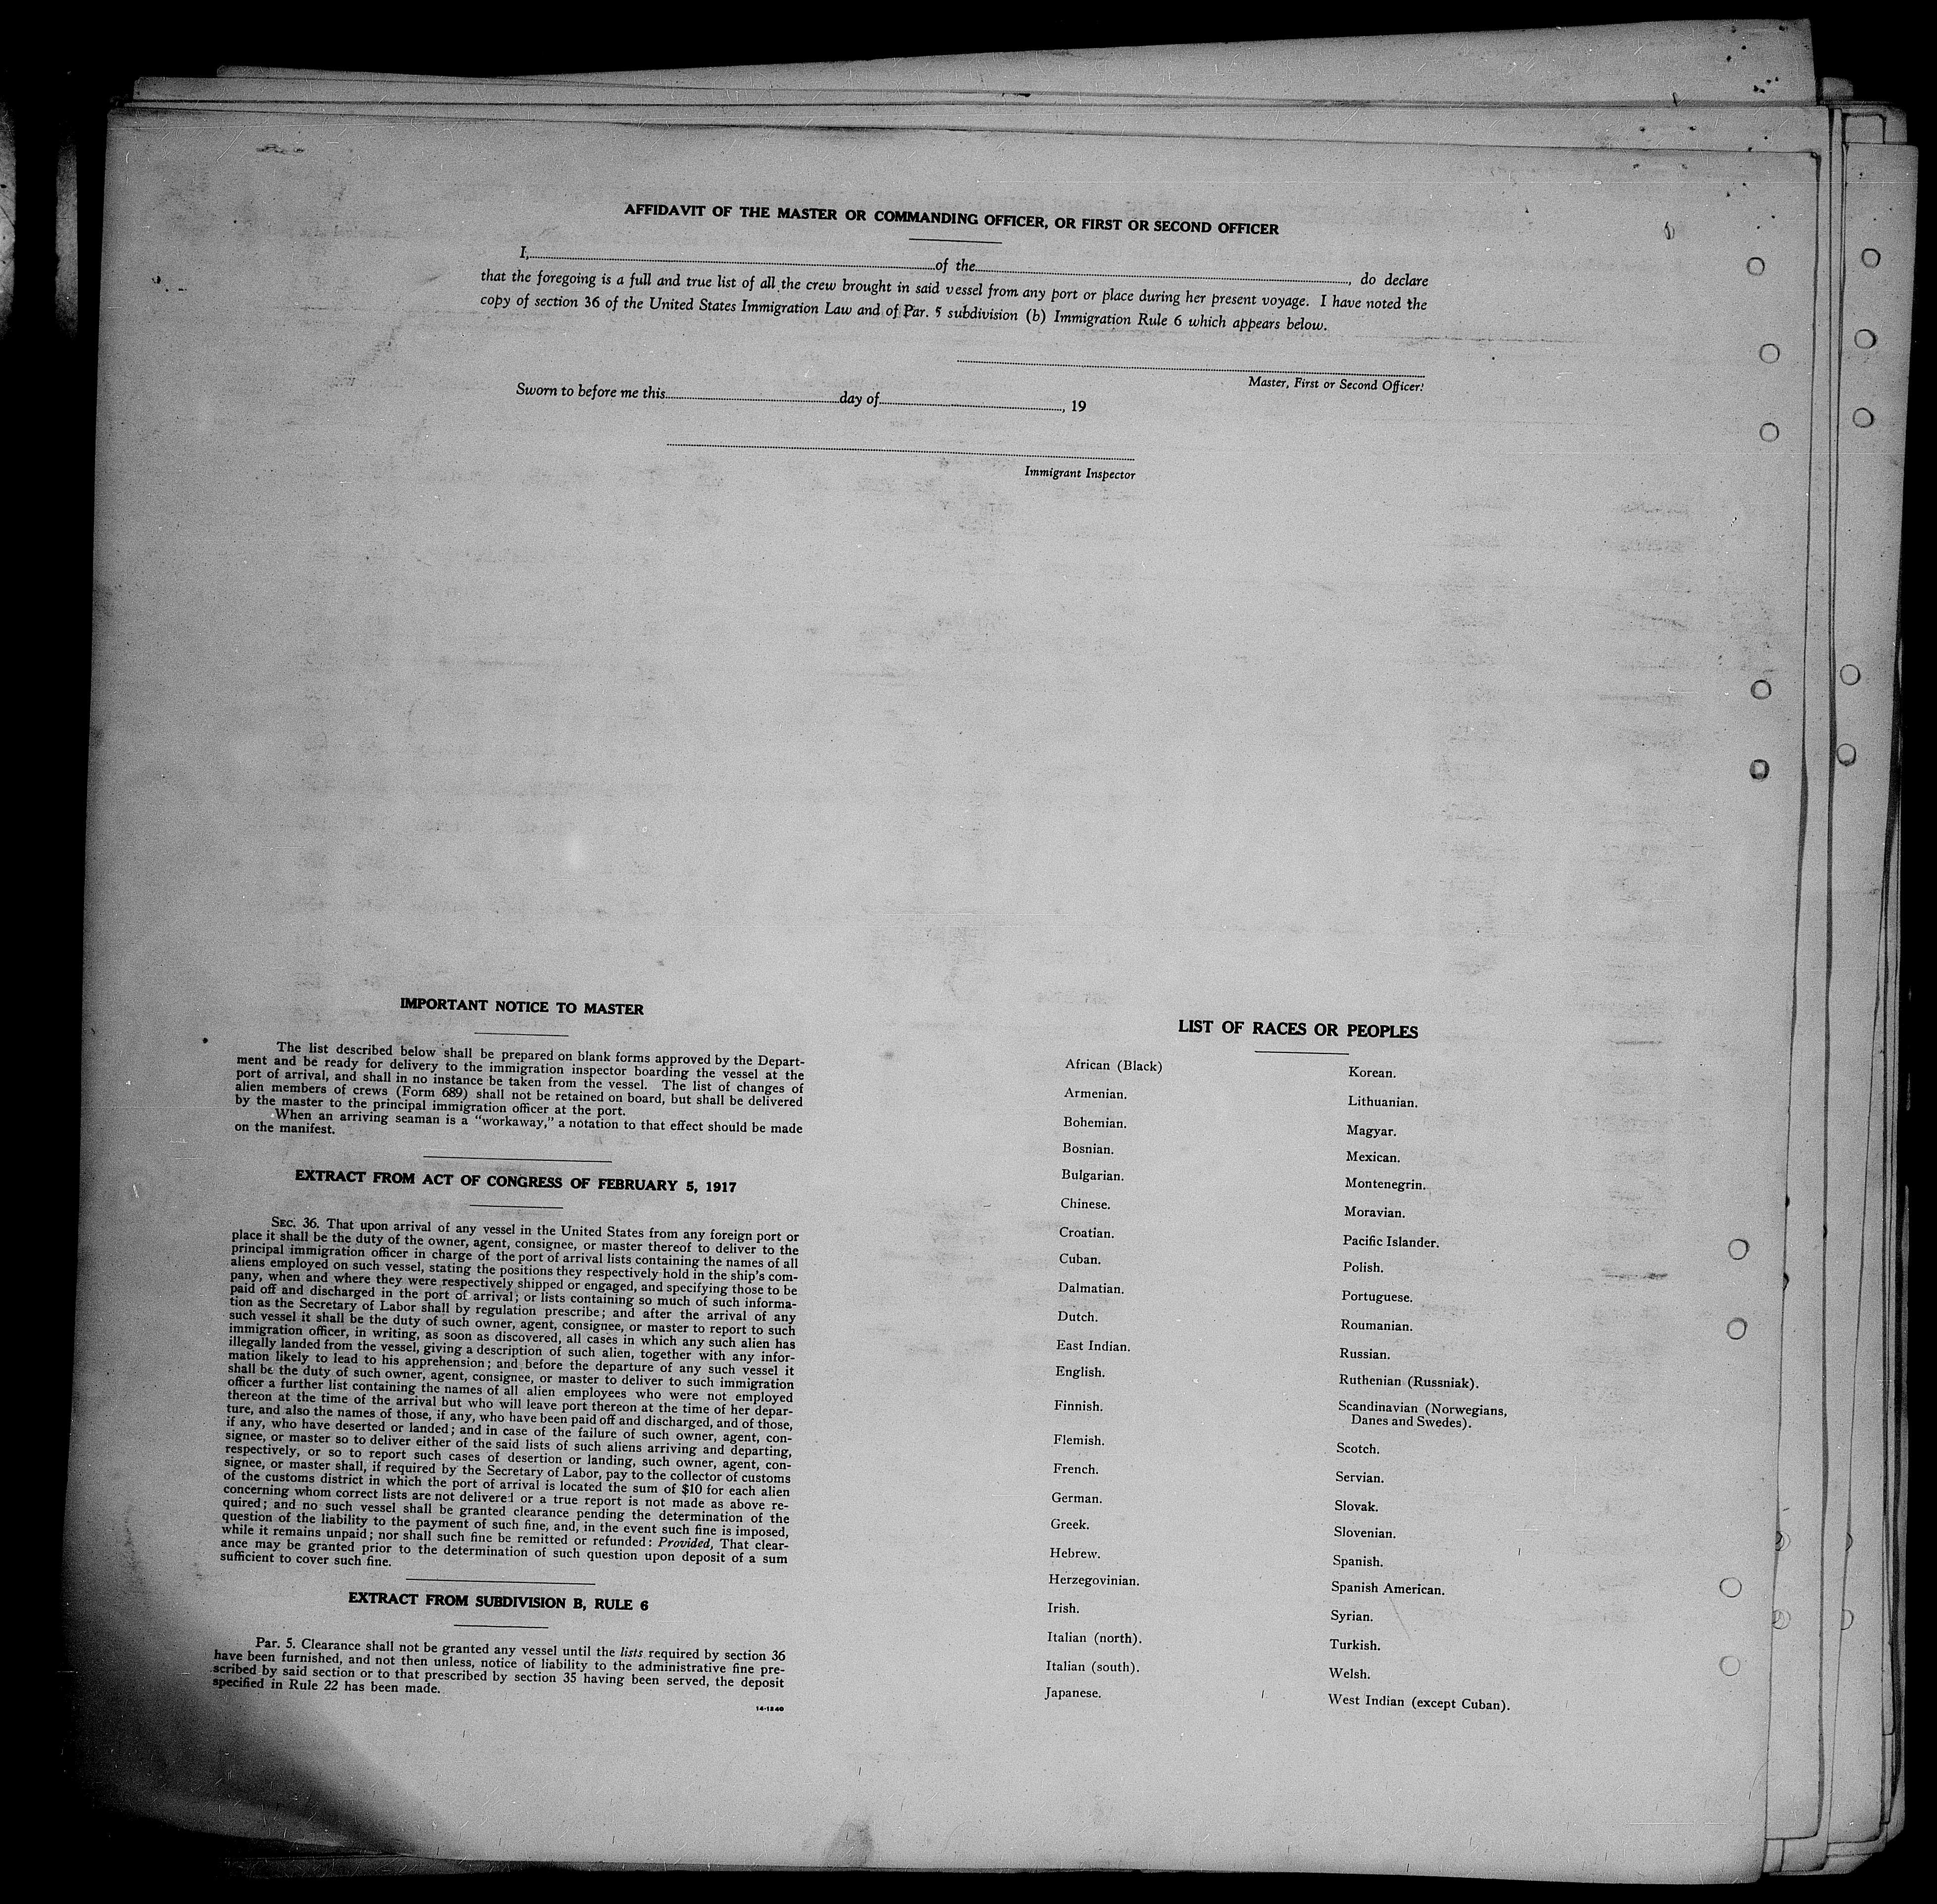 AFFIDAVIT OF THE MASTER OR COMMANDING OFFICER, OR FIRST OR SECOND OFFICER
I, of the , do declare
that the foregoing is a full and true list of all the crew brought in said vessel from any port or place during her present voyage. I have noted the
copy of section 36 of the United States Immigration Law and of Par. 5 subdivision (b) Immigration Rule 6 which appears below.
Master, First or Second Officer.
Sworn to before me this day of , 19
Immigrant Inspector
IMPORTANT NOTICE TO MASTER
The list described below shall be prepared on blank forms approved by the Depart-
ment and be ready for delivery to the immigration inspector boarding the vessel at the
port of arrival, and shall in no instance be taken from the vessel. The list of changes of
alien members of crews (Form 689) shall not be retained on board, but shall be delivered
by the master to the principal immigration officer at the port.
When an arriving seaman is a "workaway," a notation to that effect should be made
on the manifest.
EXTRACT FROM ACT OF CONGRESS OF FEBRUARY 5, 1917
SEC. 36. That upon arrival of any vessel in the United States from any foreign port or
place it shall be the duty of the owner, agent, consignee, or master thereof to deliver to the
principal immigration officer in charge of the port of arrival lists containing the names of all
aliens employed on such vessel, stating the positions they respectively hold in the ship's com-
pany, when and where they were respectively shipped or engaged, and specifying those to be
paid off and discharged in the port of arrival; or lists containing so much of such informa-
tion as the Secretary of Labor shall by regulation prescribe; and after the arrival of any
such vessel it shall be the duty of such owner, agent, consignee, or master to report to such
immigration officer, in writing, as soon as discovered, all cases in which any such alien has
illegally landed from the vessel, giving a description of such alien, together with any infor-
mation likely to lead to his apprehension; and before the departure of any such vessel it
shall be the duty of such owner, agent, consignee, or master to deliver to such immigration
officer a further list containing the names of all alien employees who were not employed
thereon at the time of the arrival but who will leave port thereon at the time of her depar-
ture, and also the names of those, if any, who have been paid off and discharged, and of those,
if any, who have deserted or landed; and in case of the failure of such owner, agent, con-
signee, or master so to deliver either of the said lists of such aliens arriving and departing,
respectively, or so to report such cases of desertion or landing, such owner, agent, con-
signee, or master shall, if required by the Secretary of Labor, pay to the collector of customs
of the customs district in which the port of arrival is located the sum of $10 for each alien
concerning whom correct lists are not delivered or a true report is not made as above re-
quired; and no such vessel shall be granted clearance pending the determination of the
question of the liability to the payment of such fine, and, in the event such fine is imposed,
while it remains unpaid; nor shall such fine be remitted or refunded: Provided, That clear-
ance may be granted prior to the determination of such question upon deposit of a sum
sufficient to cover such fine.
EXTRACT FROM SUBDIVISION B, RULE 6
Par. 5. Clearance shall not be granted any vessel until the lists required by section 36
have been furnished, and not then unless, notice of liability to the administrative fine pre-
scribed by said section or to that prescribed by section 35 having been served, the deposit
specified in Rule 22 has been made.
14-1240
LIST OF RACES OR PEOPLES
African (Black)
Armenian.
Bohemian.
Bosnian.
Bulgarian.
Chinese.
Croatian.
Cuban.
Dalmatian.
Dutch.
East Indian.
English.
Finnish.
Flemish.
French.
German.
Greek.
Hebrew.
Herzegovinian.
Irish.
Italian (north).
Italian (south).
Japanese.
Korean.
Lithuanian.
Magyar.
Mexican.
Montenegrin.
Moravian.
Pacific Islander.
Polish.
Portuguese.
Roumanian.
Russian.
Ruthenian (Russniak).
Scandinavian (Norwegians,
Danes and Swedes).
Scotch.
Servian.
Slovak.
Slovenian.
Spanish.
Spanish American.
Syrian.
Turkish.
Welsh.
West Indian (except Cuban).